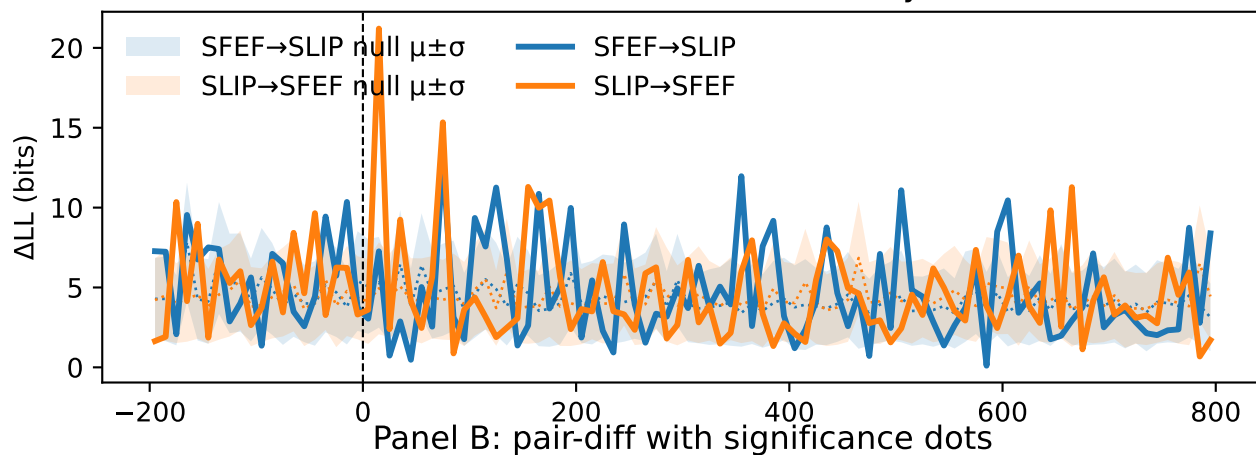 SFEF→SLIP null μ±σ
SLIP→SFEF null μ±σ
SFEF→SLIP
SLIP→SFEF
ΔLL (bits)
20
15
10
5
0
−200 0 200 400 600 800
Panel B: pair-diff with significance dots